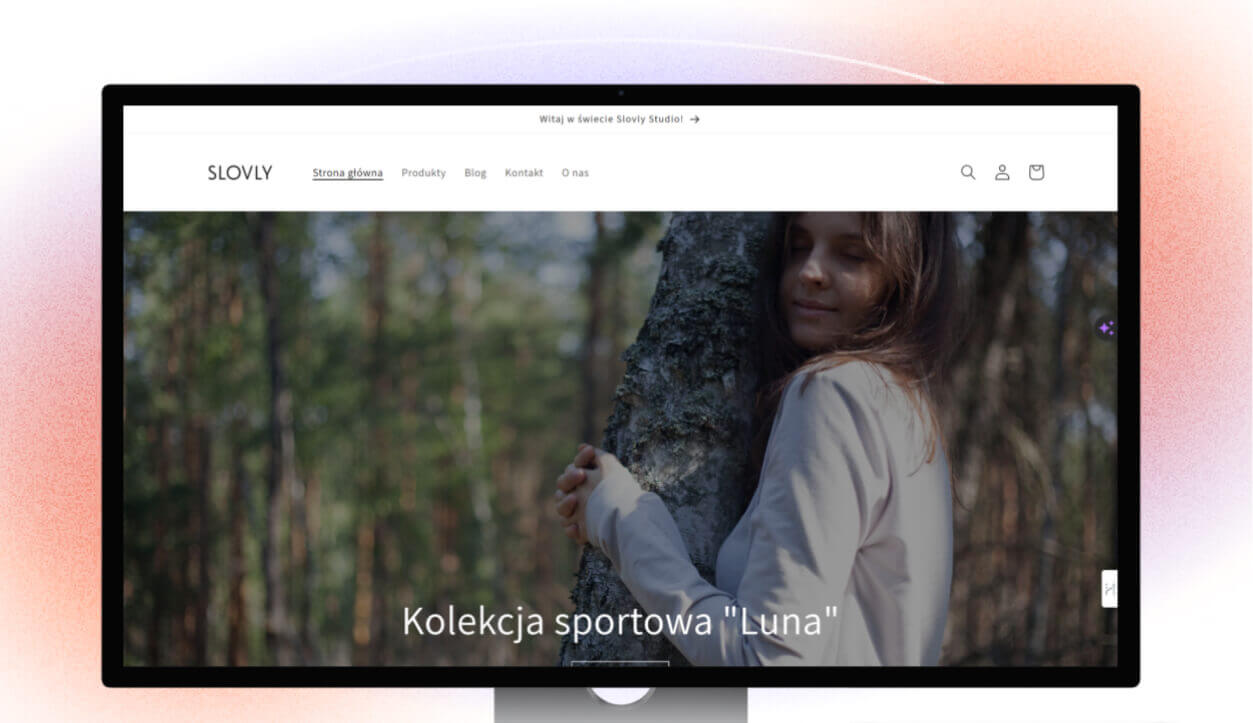 Witaj w świecie Slovly Studio! →
SLOVLY
Strona główna Produkty Blog Kontakt O nas
Kolekcja sportowa "Luna"